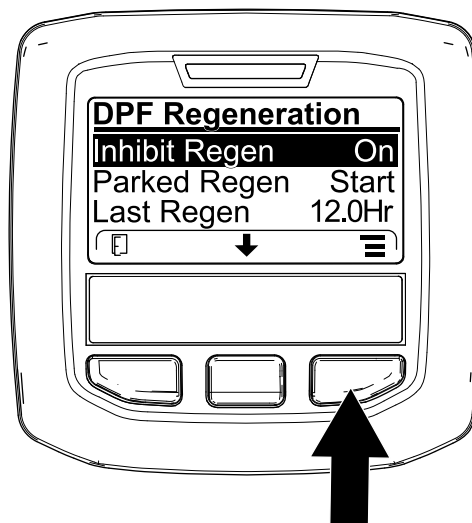 DPF Regeneration
Inhibit Regen On
Parked Regen Start
Last Regen 12.0Hr